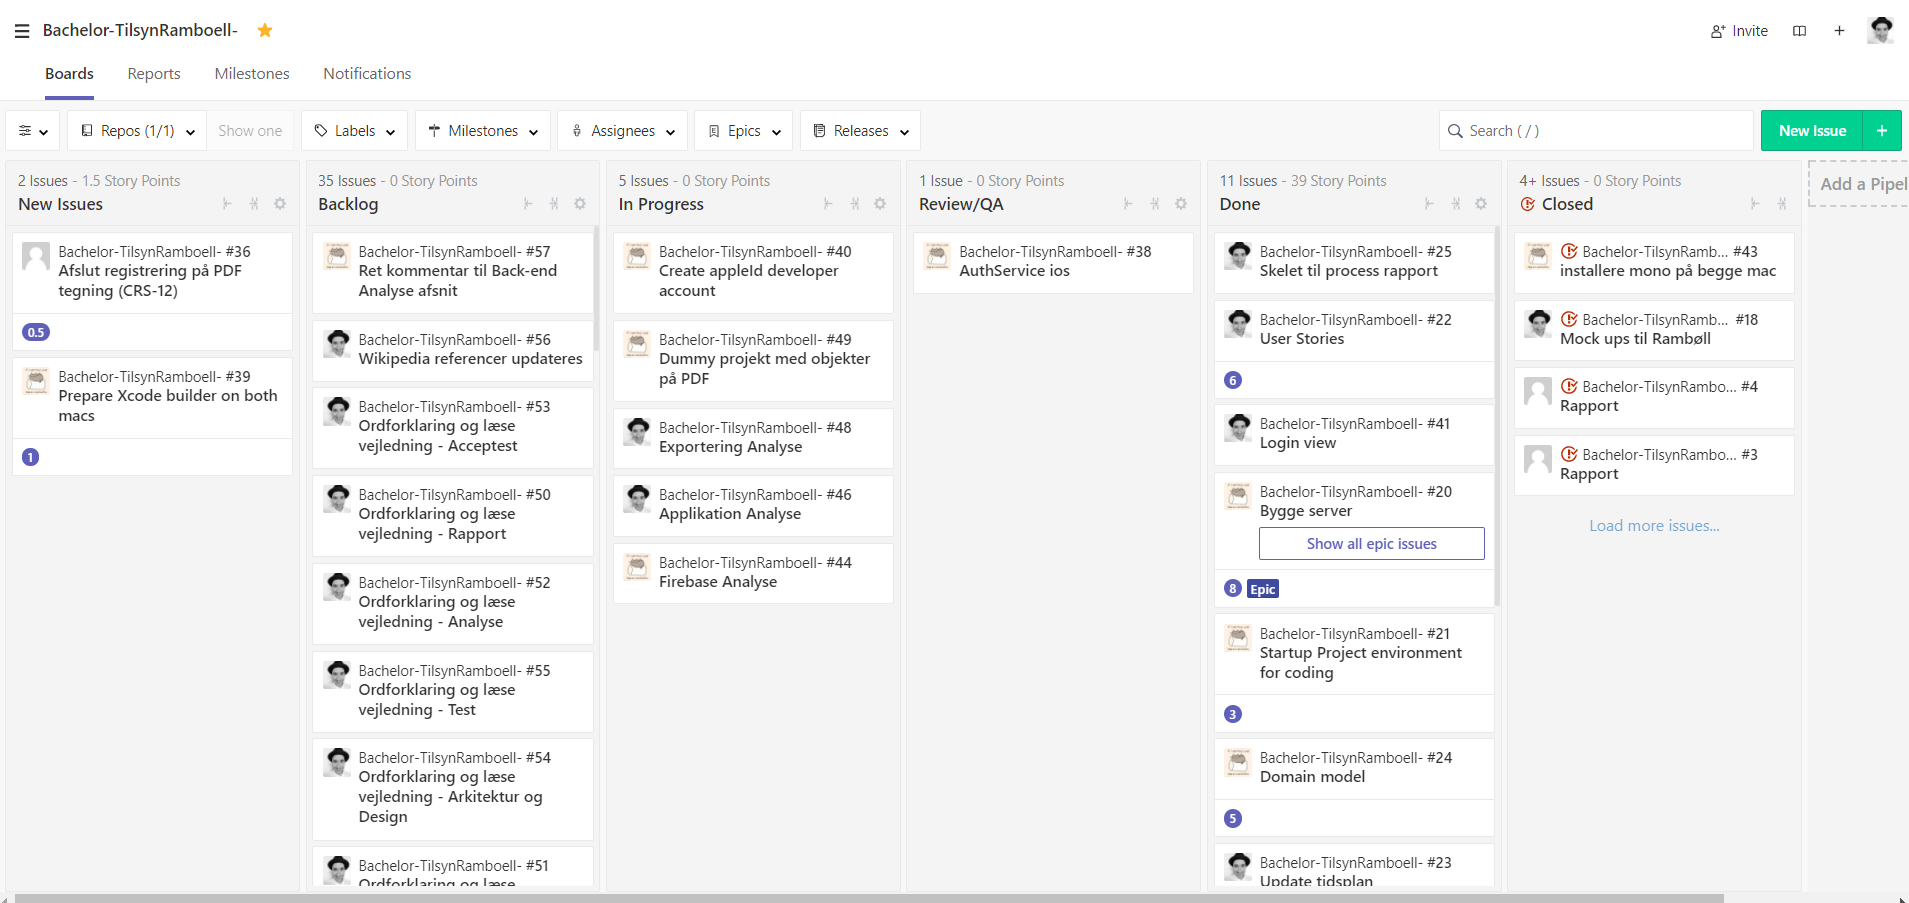 Bachelor-TilsynRamboell-
Invite
Boards Reports Milestones Notifications
Repos (1/1) Show one Labels Milestones Assignees Epics Releases Search ( / ) New Issue +
2 Issues - 1.5 Story Points
New Issues
Bachelor-TilsynRamboell- #36
Afslut registrering på PDF
tegning (CRS-12)
0.5
Bachelor-TilsynRamboell- #39
Prepare Xcode builder on both
macs
1
35 Issues - 0 Story Points
Backlog
Bachelor-TilsynRamboell- #57
Ret kommentar til Back-end
Analyse afsnit
Bachelor-TilsynRamboell- #56
Wikipedia referencer updateres
Bachelor-TilsynRamboell- #53
Ordforklaring og læse
vejledning - Acceptest
Bachelor-TilsynRamboell- #50
Ordforklaring og læse
vejledning - Rapport
Bachelor-TilsynRamboell- #52
Ordforklaring og læse
vejledning - Analyse
Bachelor-TilsynRamboell- #55
Ordforklaring og læse
vejledning - Test
Bachelor-TilsynRamboell- #54
Ordforklaring og læse
vejledning - Arkitektur og
Design
Bachelor-TilsynRamboell- #51
Ordforklaring og læse
5 Issues - 0 Story Points
In Progress
Bachelor-TilsynRamboell- #40
Create appleId developer
account
Bachelor-TilsynRamboell- #49
Dummy projekt med objekter
på PDF
Bachelor-TilsynRamboell- #48
Exportering Analyse
Bachelor-TilsynRamboell- #46
Applikation Analyse
Bachelor-TilsynRamboell- #44
Firebase Analyse
1 Issue - 0 Story Points
Review/QA
Bachelor-TilsynRamboell- #38
AuthService ios
11 Issues - 39 Story Points
Done
Bachelor-TilsynRamboell- #25
Skelet til process rapport
Bachelor-TilsynRamboell- #22
User Stories
6
Bachelor-TilsynRamboell- #41
Login view
Bachelor-TilsynRamboell- #20
Bygge server
Show all epic issues
8 Epic
Bachelor-TilsynRamboell- #21
Startup Project environment
for coding
3
Bachelor-TilsynRamboell- #24
Domain model
5
Bachelor-TilsynRamboell- #23
Update tidsplan
4+ Issues - 0 Story Points
Closed
Bachelor-TilsynRamb... #43
installere mono på begge mac
Bachelor-TilsynRamb... #18
Mock ups til Rambøll
Bachelor-TilsynRambo... #4
Rapport
Bachelor-TilsynRambo... #3
Rapport
Load more issues...
Add a Pipel